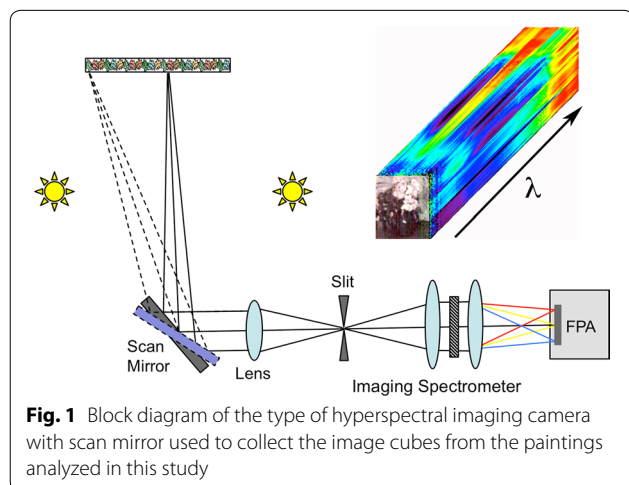 λ
Slit
Scan
Mirror
Lens
FPA
Imaging Spectrometer
Fig. 1 Block diagram of the type of hyperspectral imaging camera
with scan mirror used to collect the image cubes from the paintings
analyzed in this study